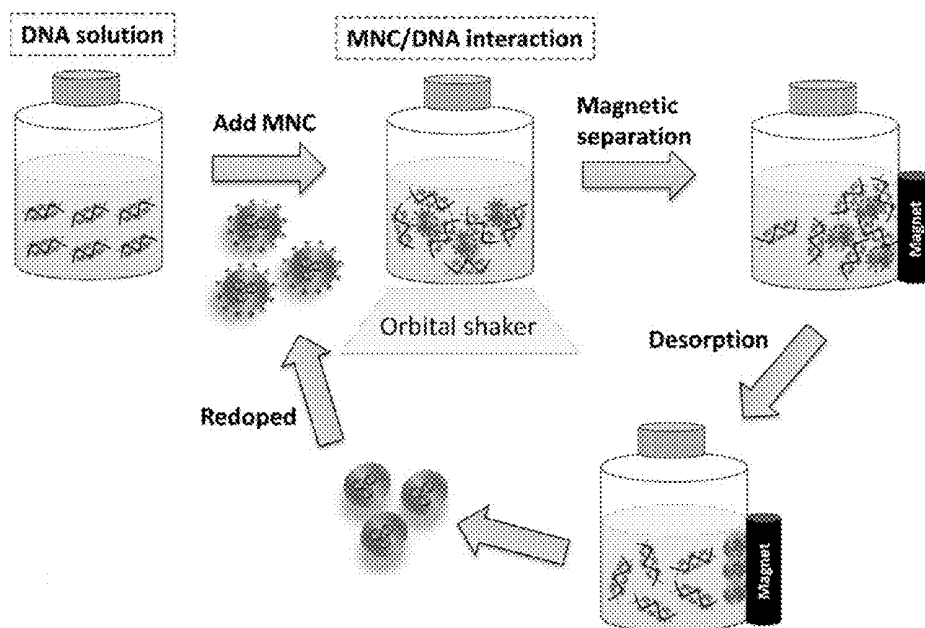 DNA solution
MNC/DNA interaction
Add MNC
Magnetic
separation
Magnet
Orbital shaker
Desorption
Redoped
Magnet